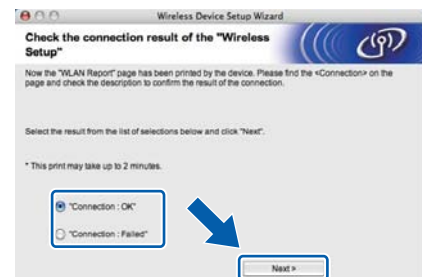 Wireless Device Setup Wizard
Check the connection result of the "Wireless
Setup"
Now the "WLAN Report" page has been printed by the device. Please find the <Connection> on the
page and check the description to confirm the result of the connection.
Select the result from the list of selections below and click "Next".
* This print may take up to 2 minutes.
"Connection : OK"
"Connection : Failed"
Next >